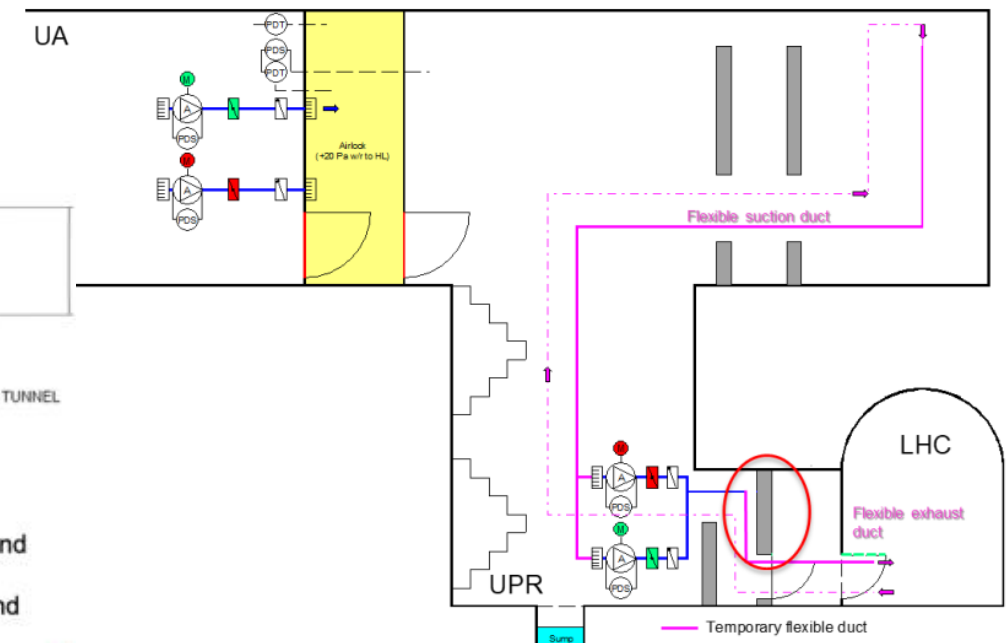 UA
PDT
PDS
PDT
M
A
PDS
M
A
PDS
Airlock
(+20 Pa w/r to HL)
Flexible suction duct
TUNNEL
LHC
M
A
PDS
M
A
PDS
Flexible exhaust
duct
nd
nd
UPR
Sump
Temporary flexible duct